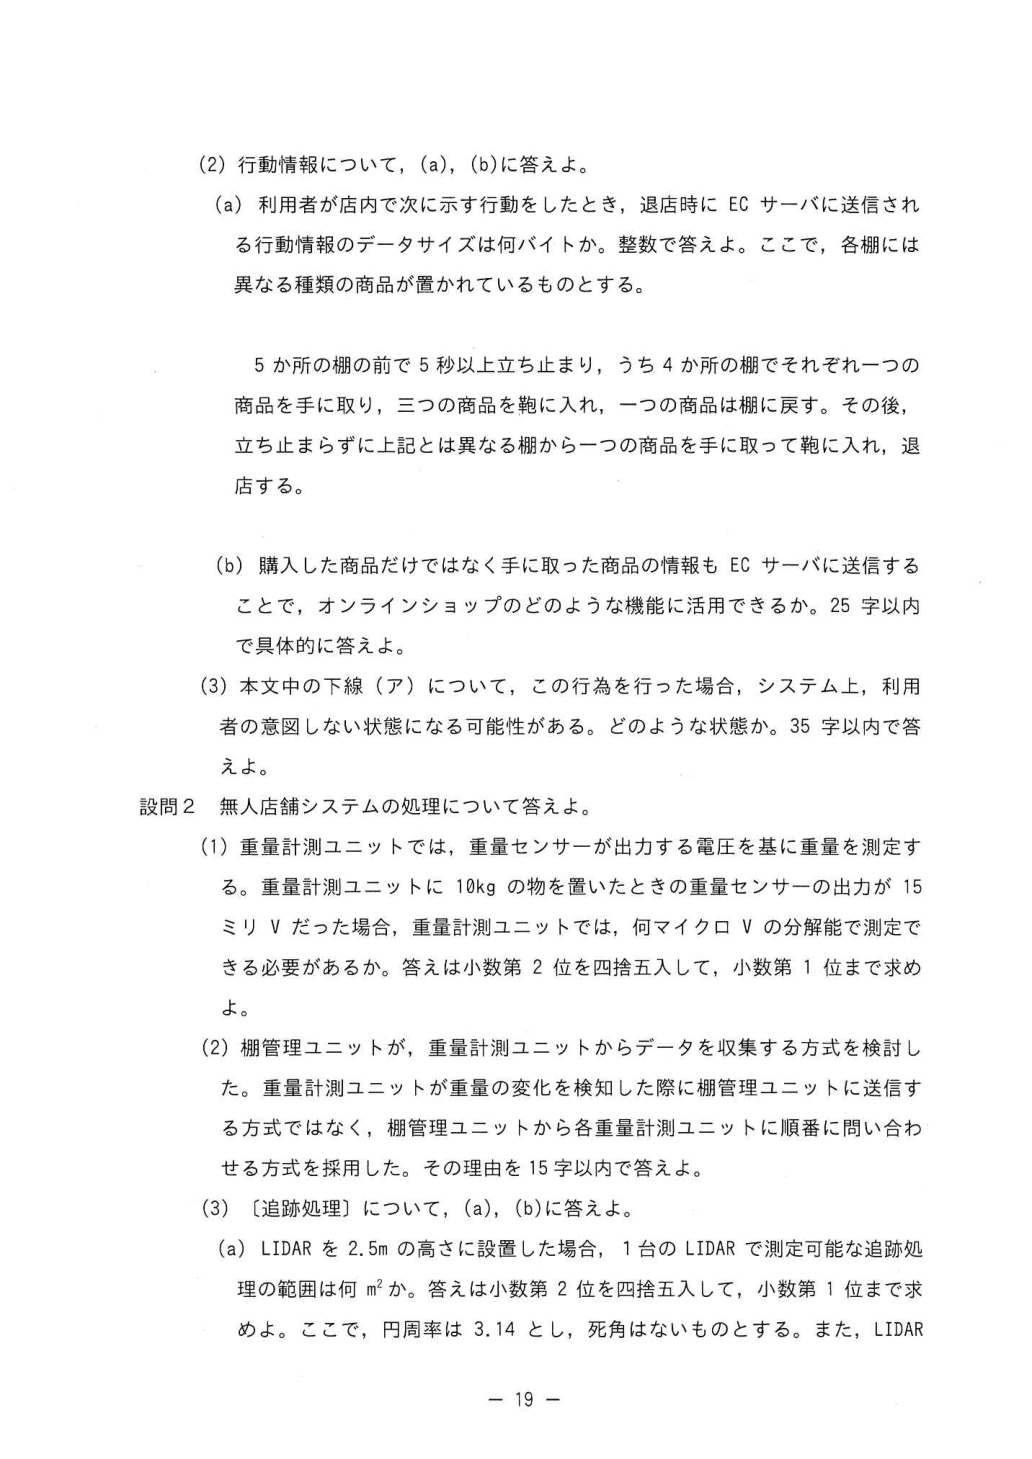 (2) 行動情報について，(a)，(b)に答えよ。
(a) 利用者が店内で次に示す行動をしたとき，退店時に EC サーバに送信され
る行動情報のデータサイズは何バイトか。整数で答えよ。ここで，各棚には
異なる種類の商品が置かれているものとする。
5 か所の棚の前で 5 秒以上立ち止まり，うち 4 か所の棚でそれぞれ一つの
商品を手に取り，三つの商品を鞄に入れ，一つの商品は棚に戻す。その後，
立ち止まらずに上記とは異なる棚から一つの商品を手に取って鞄に入れ，退
店する。
(b) 購入した商品だけではなく手に取った商品の情報も EC サーバに送信する
ことで，オンラインショップのどのような機能に活用できるか。25 字以内
で具体的に答えよ。
(3) 本文中の下線（ア）について，この行為を行った場合，システム上，利用
者の意図しない状態になる可能性がある。どのような状態か。35 字以内で答
えよ。
設問２ 無人店舗システムの処理について答えよ。
(1) 重量計測ユニットでは，重量センサーが出力する電圧を基に重量を測定す
る。重量計測ユニットに 10kg の物を置いたときの重量センサーの出力が 15
ミリ V だった場合，重量計測ユニットでは，何マイクロ V の分解能で測定で
きる必要があるか。答えは小数第 2 位を四捨五入して，小数第 1 位まで求め
よ。
(2) 棚管理ユニットが，重量計測ユニットからデータを収集する方式を検討し
た。重量計測ユニットが重量の変化を検知した際に棚管理ユニットに送信す
る方式ではなく，棚管理ユニットから各重量計測ユニットに順番に問い合わ
せる方式を採用した。その理由を 15 字以内で答えよ。
(3) 〔追跡処理〕について，(a)，(b)に答えよ。
(a) LIDAR を 2.5m の高さに設置した場合，1 台の LIDAR で測定可能な追跡処
理の範囲は何 m² か。答えは小数第 2 位を四捨五入して，小数第 1 位まで求
めよ。ここで，円周率は 3.14 とし，死角はないものとする。また，LIDAR
― 19 ―